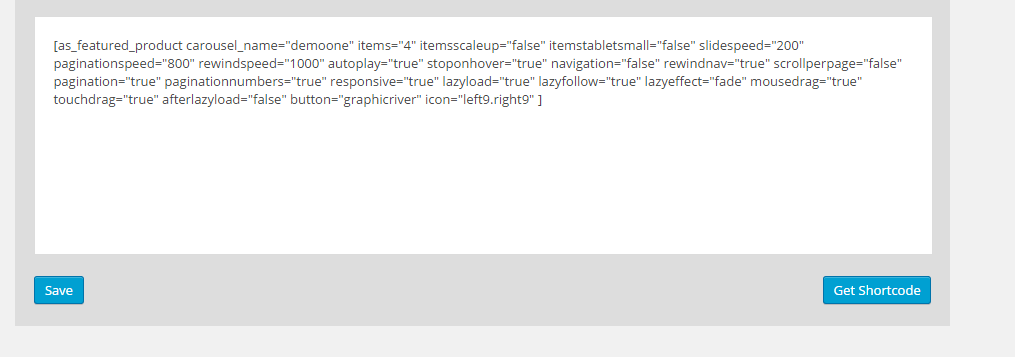 [as_featured_product carousel_name="demoone" items="4" itemsscaleup="false" itemstabletsmall="false" slidespeed="200"
paginationspeed="800" rewindspeed="1000" autoplay="true" stoponhover="true" navigation="false" rewindnav="true" scrollperpage="false"
pagination="true" paginationnumbers="true" responsive="true" lazyload="true" lazyfollow="true" lazyeffect="fade" mousedrag="true"
touchdrag="true" afterlazyload="false" button="graphicriver" icon="left9.right9" ]
Save
Get Shortcode